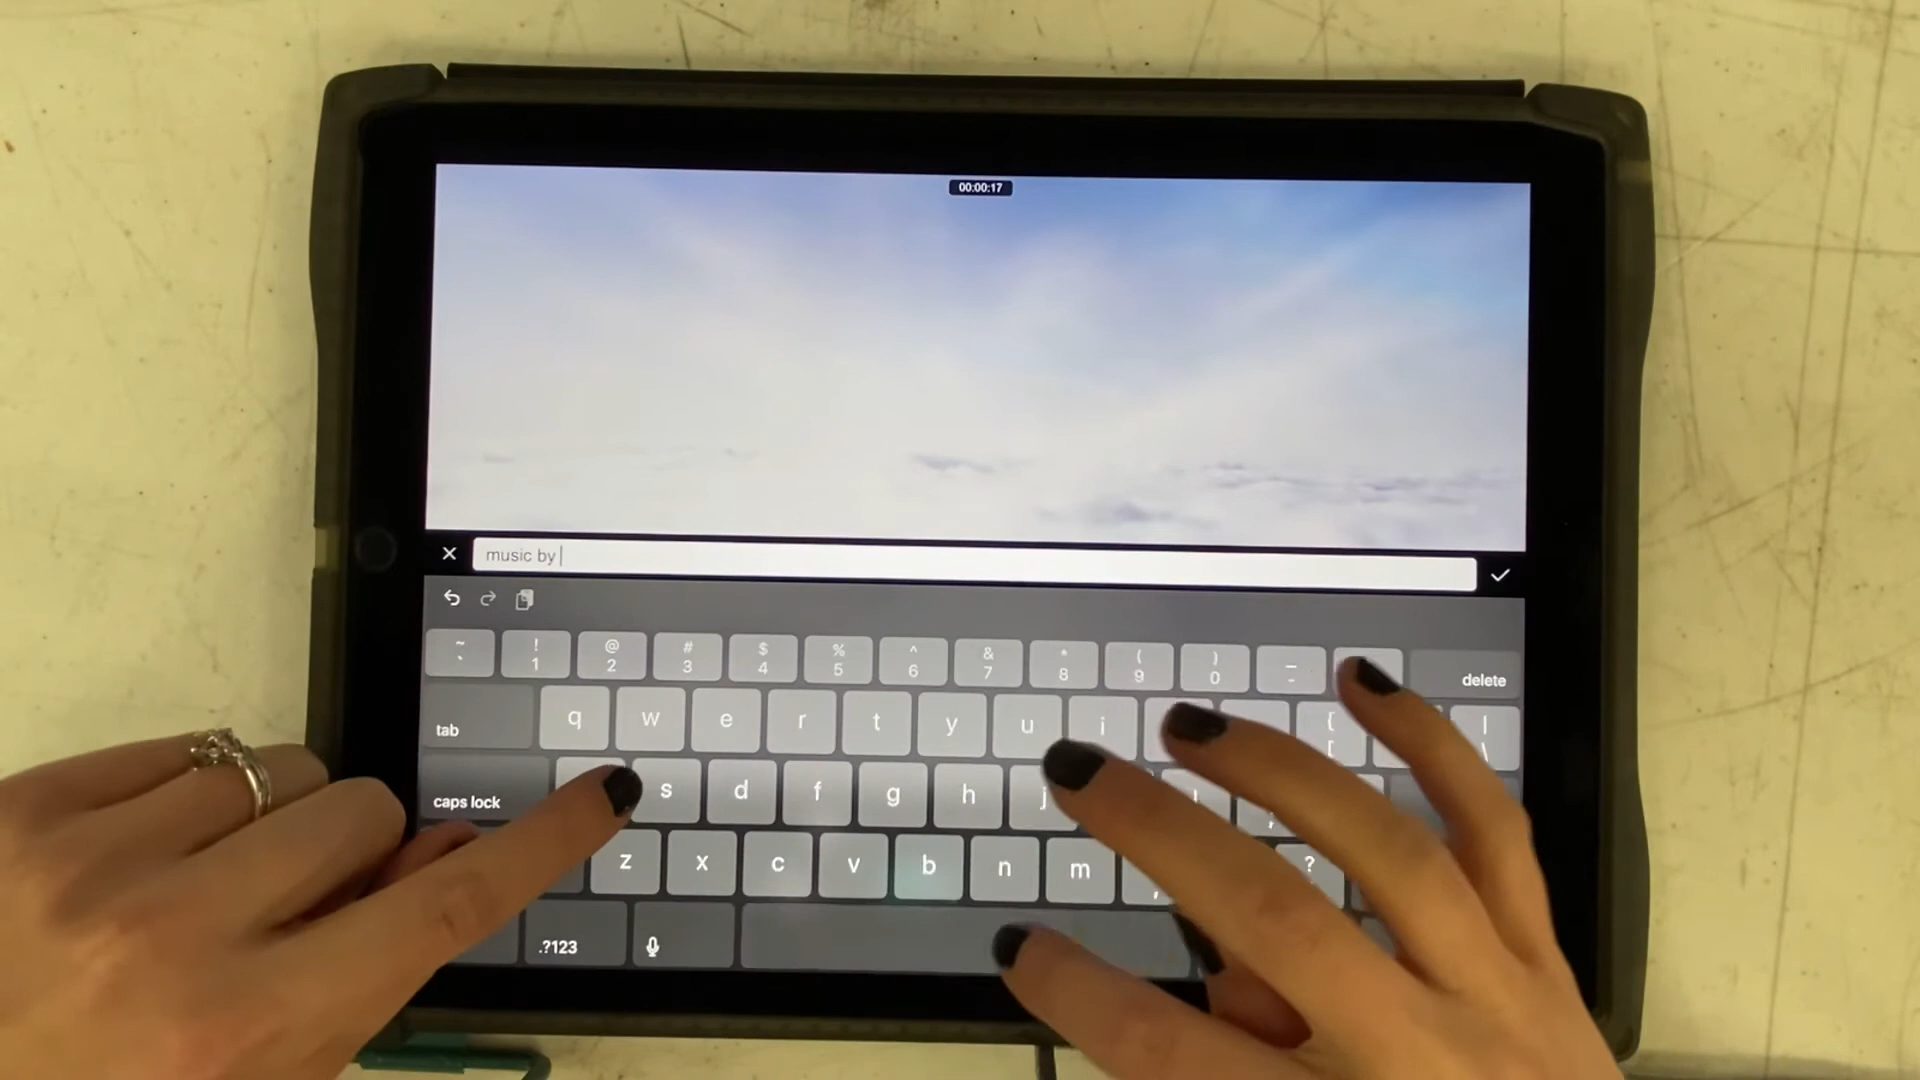 00:00:17
music by
~ ! @ # $ % ^ & * ( ) _
` 1 2 3 4 5 6 7 8 9 0 - delete
tab q w e r t y u i { |
[ \
caps lock s d f g h j
;
z x c v b n m ?
,
.?123